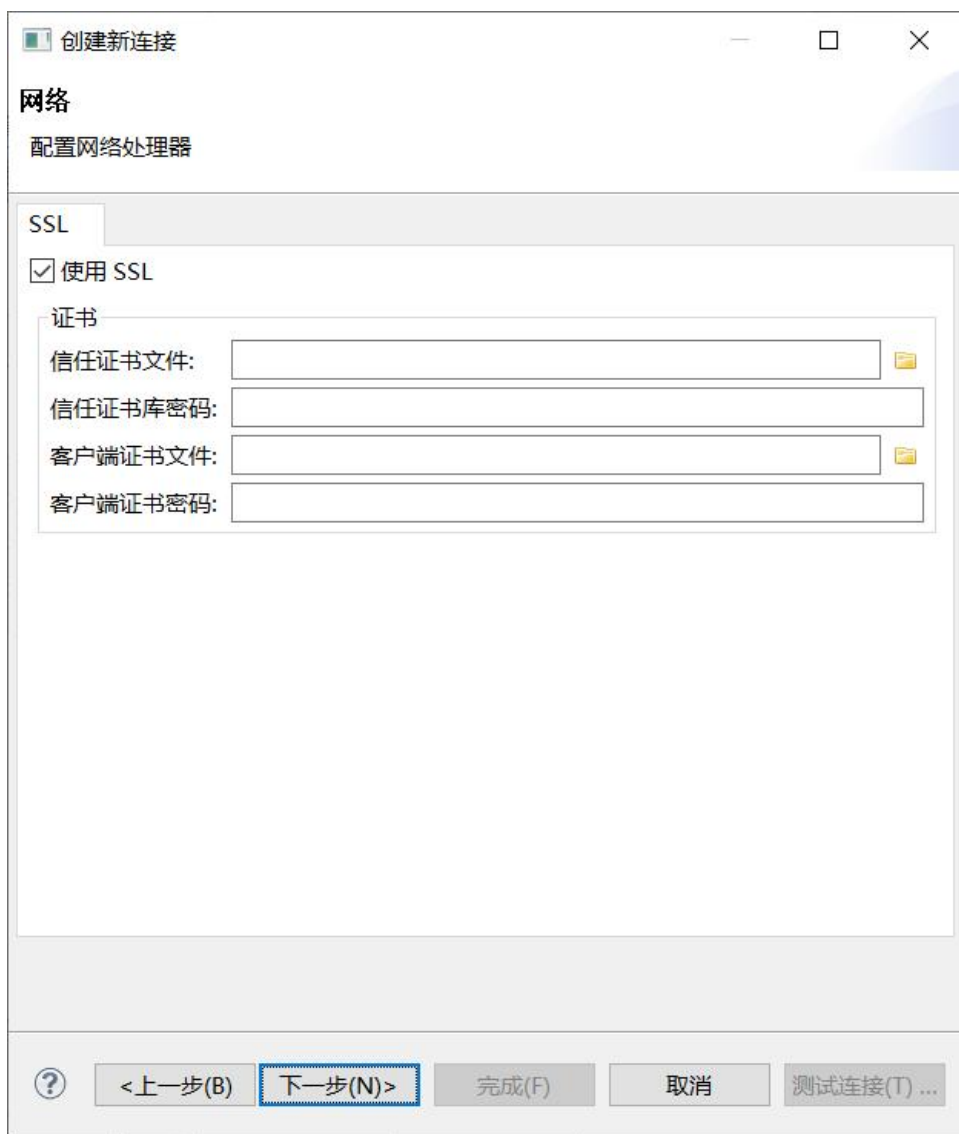 创建新连接
网络
配置网络处理器
SSL
使用 SSL
证书
信任证书文件:
信任证书库密码:
客户端证书文件:
客户端证书密码:
<上一步(B) 下一步(N)> 完成(F) 取消 测试连接(T) ...